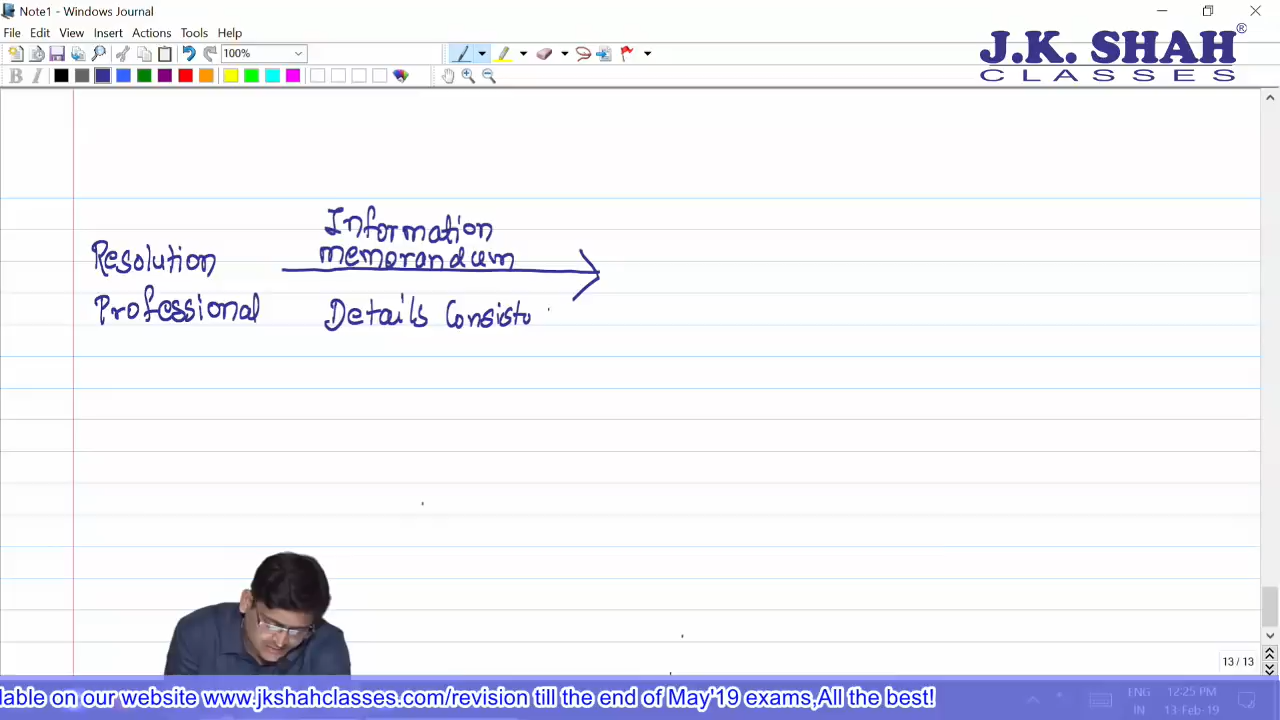 Note1 - Windows Journal
File Edit View Insert Actions Tools Help
100%
J.K. SHAH®
CLASSES
Information
memorandum
Resolution
Professional
Details Consisto
13 / 13
lable on our website www.jkshahclasses.com/revision till the end of May'19 exams,All the best!
ENG
IN
12:25 PM
13-Feb-19